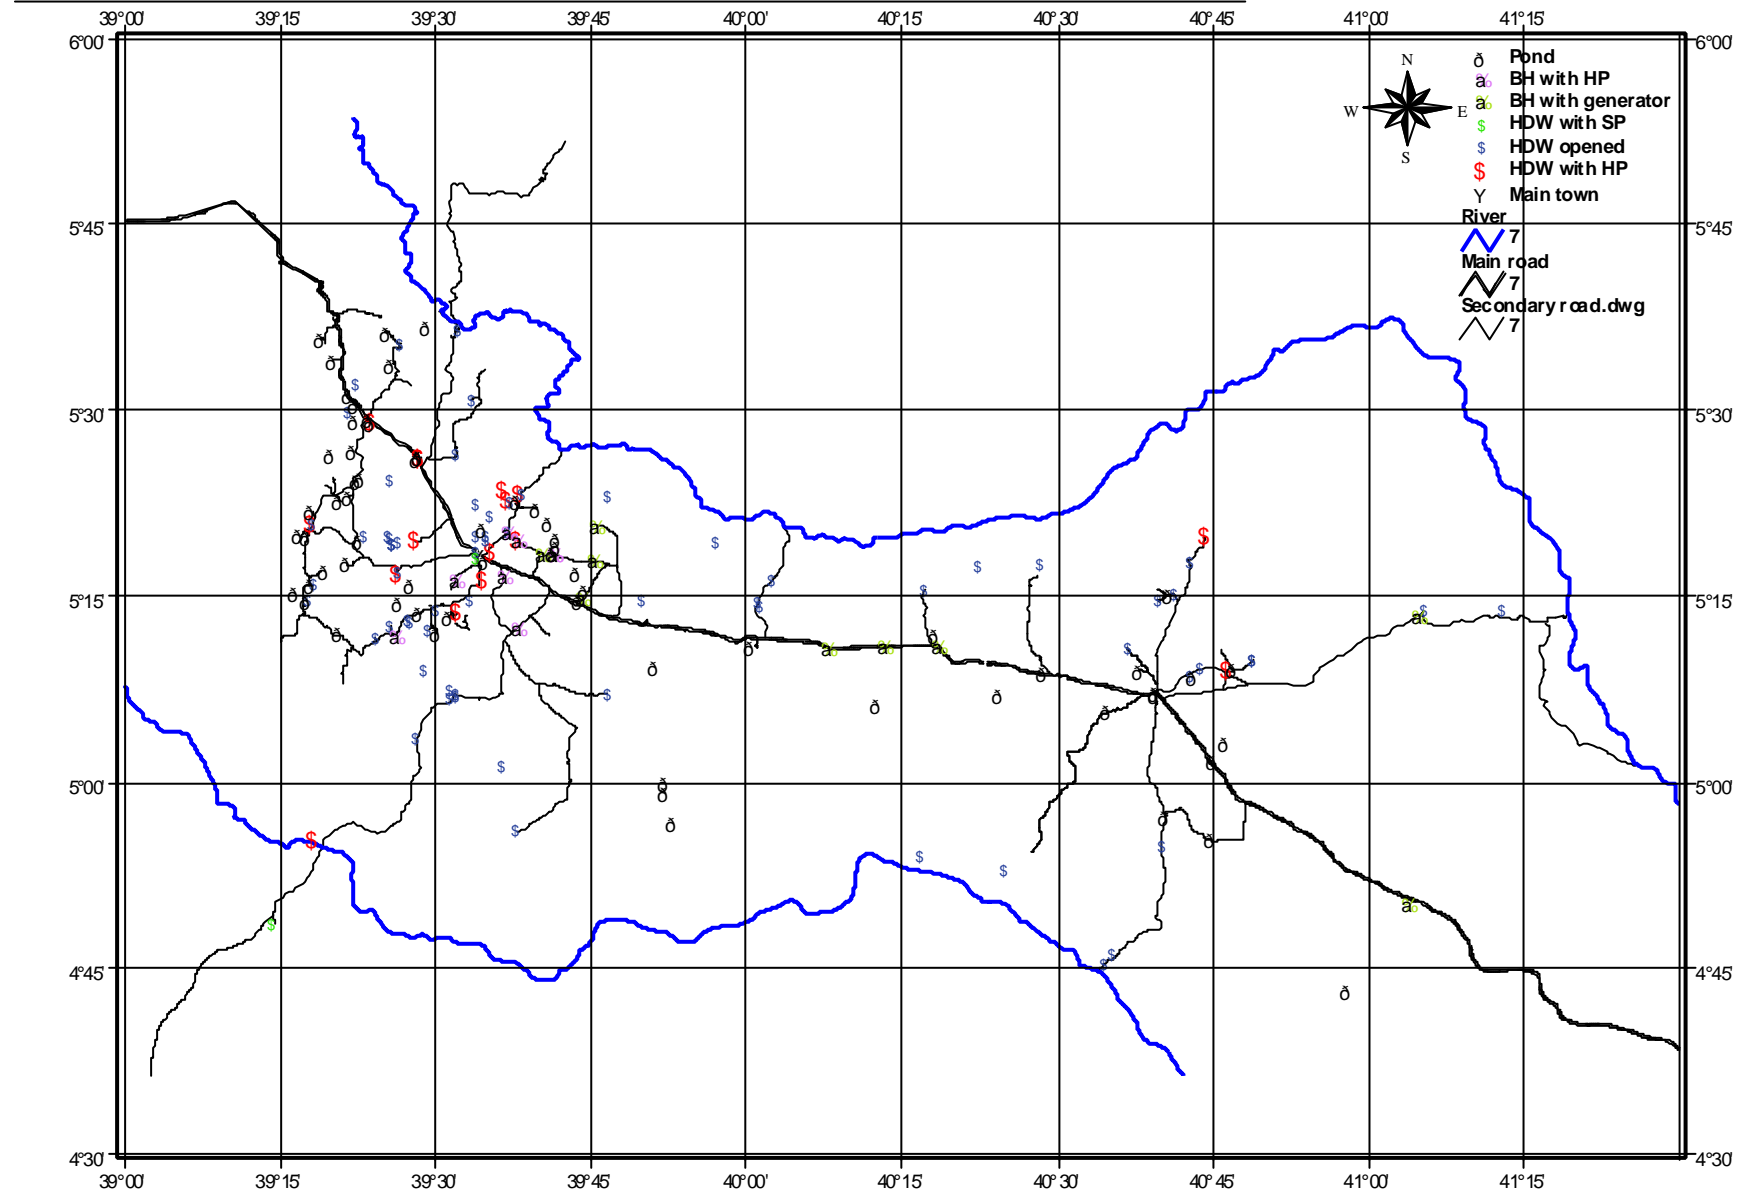 39°00' 39°15' 39°30' 39°45' 40°00' 40°15' 40°30' 40°45' 41°00' 41°15'
6°00' 6°00'
N
W E
S
ð Pond
a% BH with HP
a% BH with generator
$ HDW with SP
$ HDW opened
$ HDW with HP
Y Main town
River
7
Main road
7
Secondary road.dwg
7
5°45' 5°45'
5°30' 5°30'
5°15' 5°15'
5°00' 5°00'
4°45' 4°45'
4°30' 4°30'
39°00' 39°15' 39°30' 39°45' 40°00' 40°15' 40°30' 40°45' 41°00' 41°15'